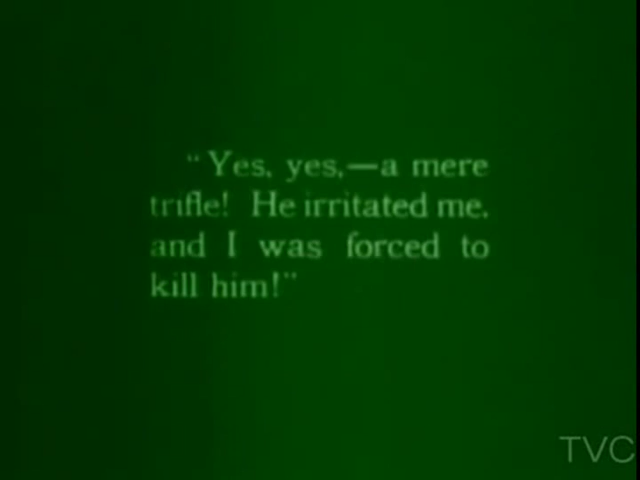 "Yes, yes,—a mere
trifle! He irritated me,
and I was forced to
kill him!"
TVC